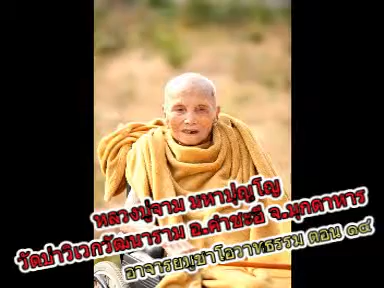 หลวงปู่จาม มหาปุญฺโญ
วัดป่าวิเวกวัฒนาราม อ.คำชะอี จ.มุกดาหาร
อาจาริยบูชาโอวาทธรรม ตอน ๑๔